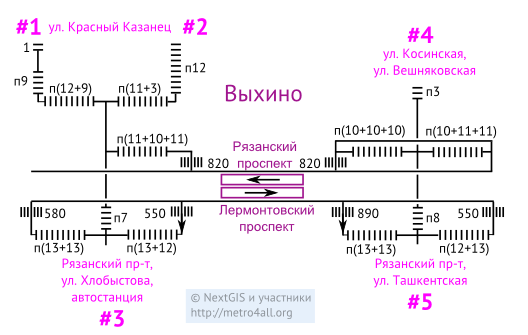 #1 ул. Красный Казанец #2
1
п9
п12
п(12+9)
п(11+3)
#4
ул. Косинская,
ул. Вешняковская
п3
Выхино
п(11+10+11)
п(10+10+10)
п(10+11+11)
820
Рязанский
проспект
820
Лермонтовский
проспект
580
п7
550
890
п8
550
п(13+13)
п(13+12)
п(13+13)
п(12+13)
Рязанский пр-т,
ул. Хлобыстова,
автостанция
#3
Рязанский пр-т,
ул. Ташкентская
#5
© NextGIS и участники
http://metro4all.org